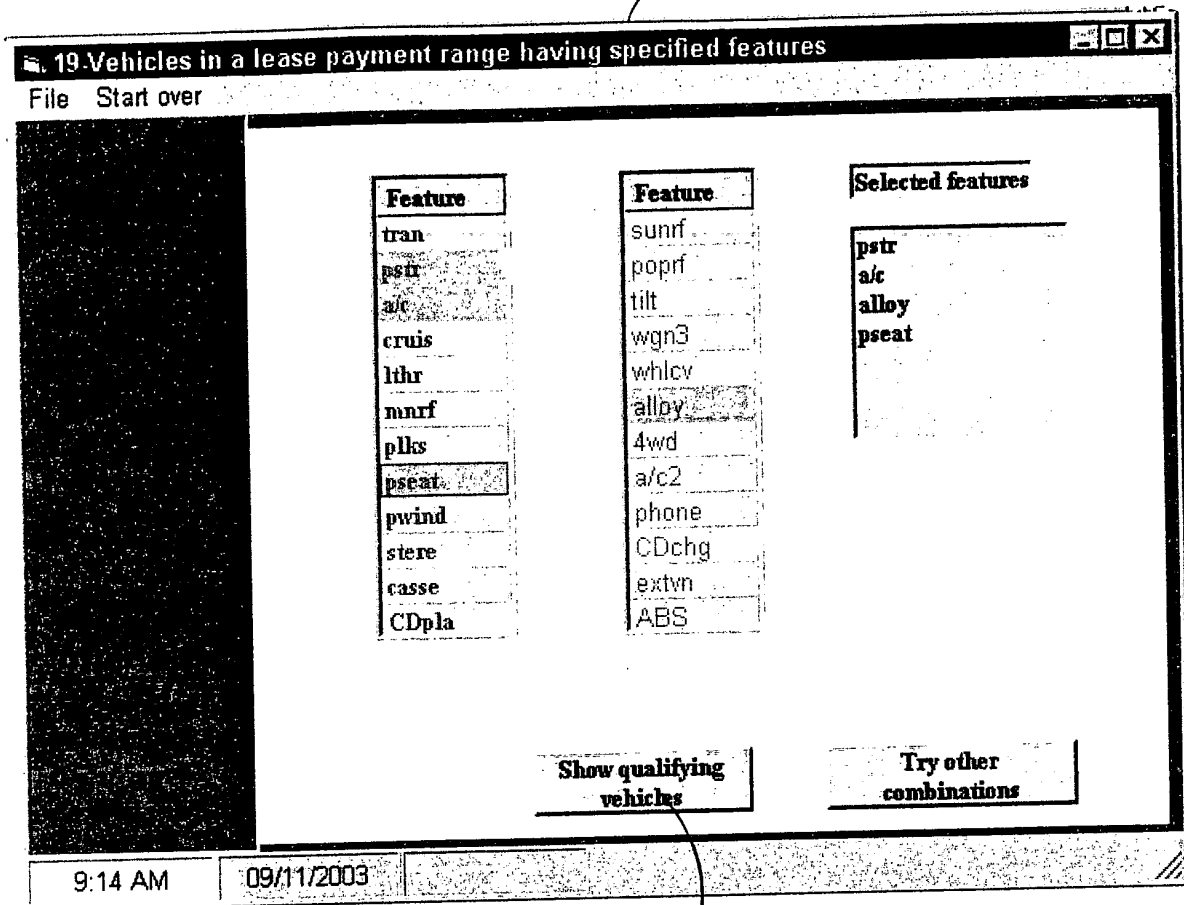 19-Vehicles in a lease payment range having specified features
File Start over
Feature
tran
pstr
a/c
cruis
lthr
mnrf
plks
pseat
pwind
stere
casse
CDpla
Feature
sunrf
poprf
tilt
wgn3
whlcv
alloy
4wd
a/c2
phone
CDchg
extvn
ABS
Selected features
pstr
a/c
alloy
pseat
Show qualifying
vehicles
Try other
combinations
9:14 AM 09/11/2003